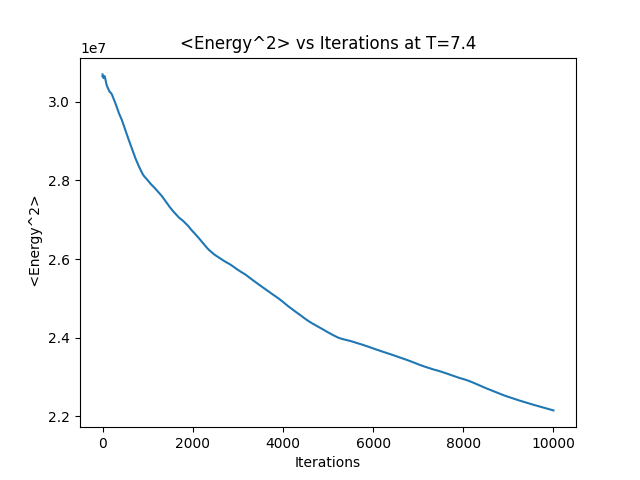 <Energy^2> vs Iterations at T=7.4
1e7
3.0
2.8
2.6
2.4
2.2
<Energy^2>
0 2000 4000 6000 8000 10000
Iterations